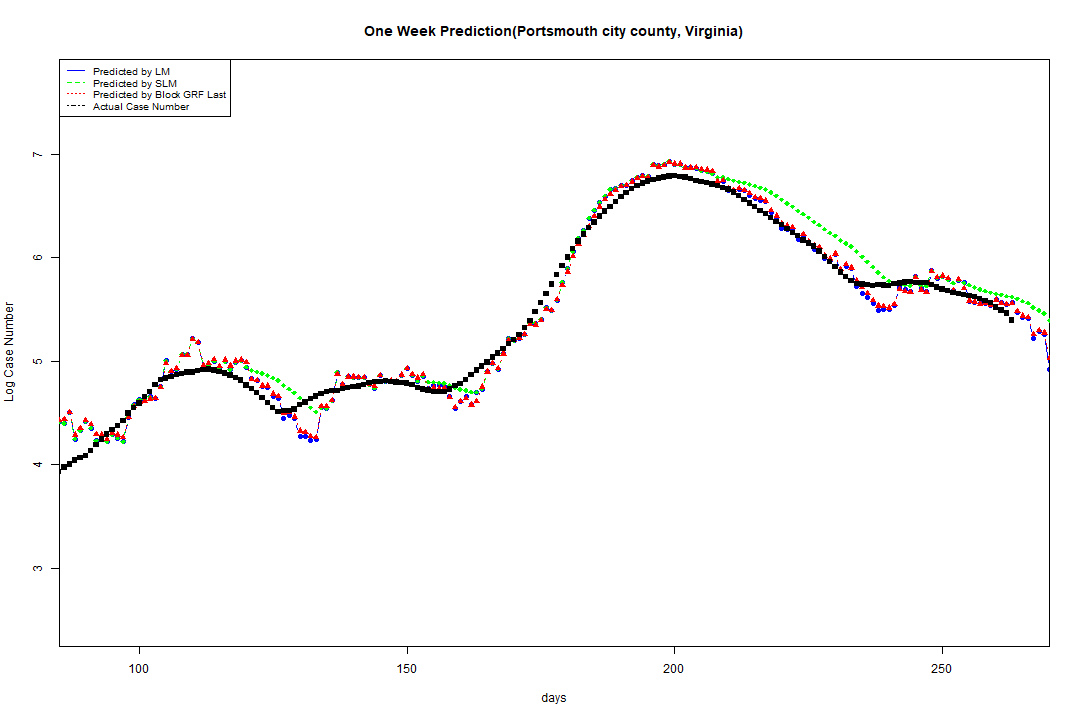 One Week Prediction(Portsmouth city county, Virginia)
Predicted by LM
Predicted by SLM
Predicted by Block GRF Last
Actual Case Number
7
6
5
4
3
Log Case Number
100 150 200 250
days